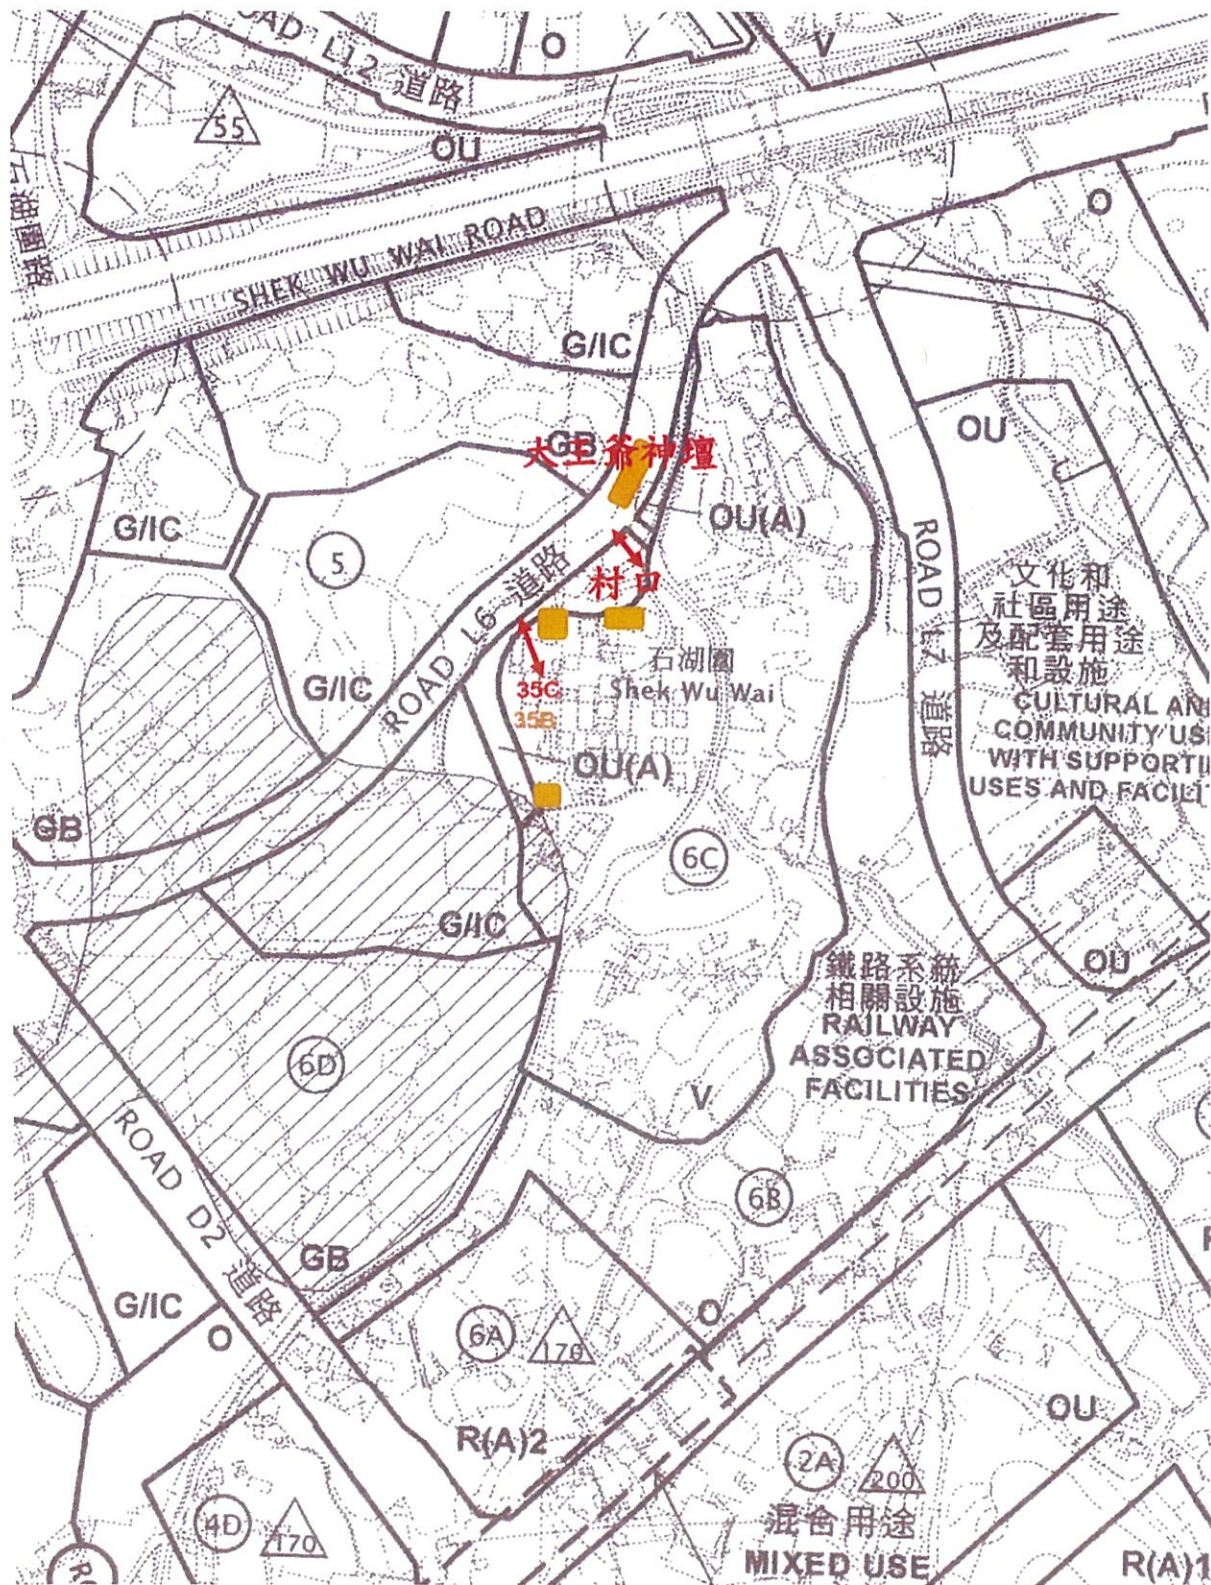 ROAD L12 道路
O
V
55
OU
SHEK WU WAI ROAD
O
G/IC
OU
GB
大王爺神壇
G/IC
OU(A)
5
村口
ROAD L6 道路
ROAD L7 道路
文化和
社區用途
及配套用途
和設施
CULTURAL AN
COMMUNITY US
WITH SUPPORTI
USES AND FACILIT
石湖圍
Shek Wu Wai
G/IC
35C
35B
OU(A)
GB
6C
G/IC
鐵路系統
相關設施
RAILWAY
ASSOCIATED
FACILITIES
OU
6D
V
ROAD D2 道路
6B
GB
G/IC
O
6A
170
O
R(A)2
OU
2A
200
混合用途
MIXED USE
4D
170
R(A)1